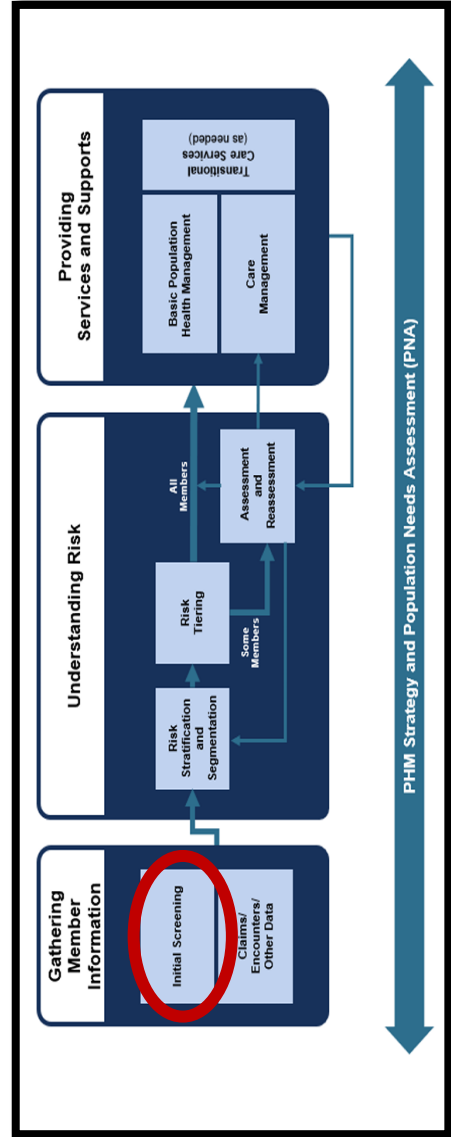 Gathering
Member
Information
Initial Screening
Claims/
Encounters/
Other Data
Understanding Risk
Risk
Stratification
and
Segmentation
Risk
Tiering
All
Members
Some
Members
Assessment
and
Reassessment
Providing
Services and Supports
Basic Population
Health Management
Care
Management
Transitional
Care Services
(as needed)
PHM Strategy and Population Needs Assessment (PNA)